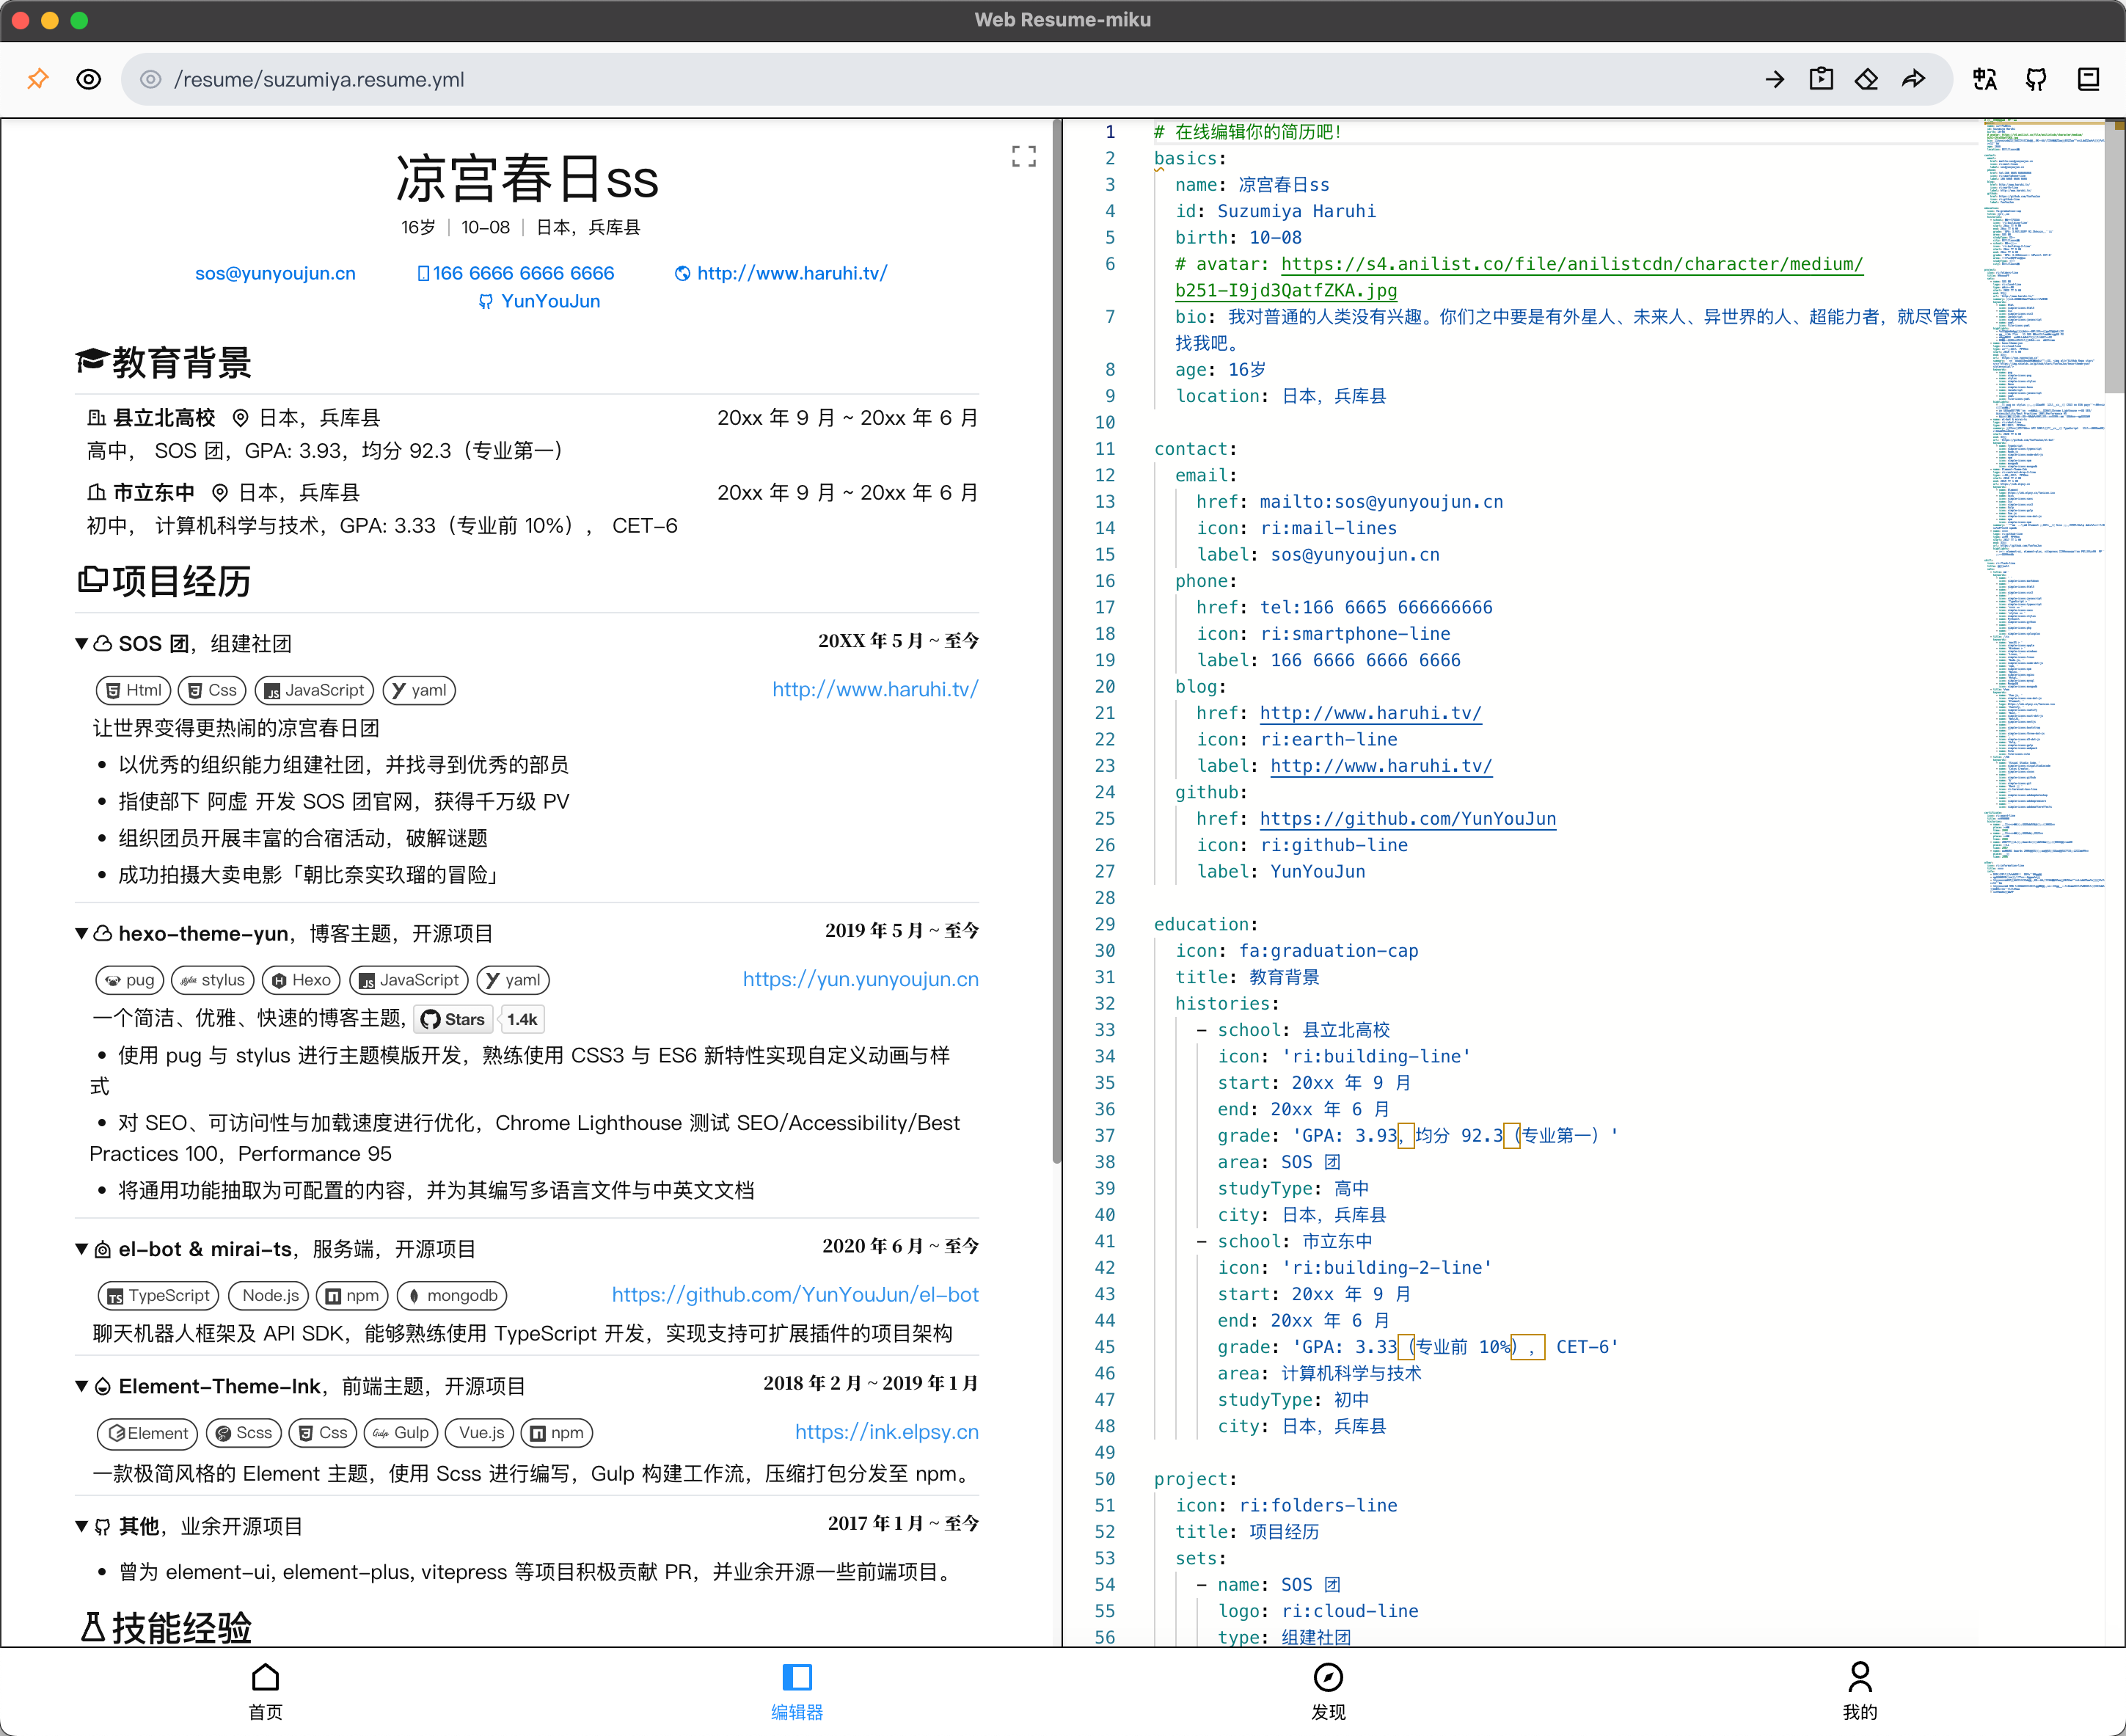 Web Resume-miku
/resume/suzumiya.resume.yml
凉宫春日ss
16岁 | 10-08 | 日本，兵库县
sos@yunyoujun.cn 166 6666 6666 6666 http://www.haruhi.tv/
YunYouJun
教育背景
县立北高校 日本，兵库县 20xx 年 9 月 ~ 20xx 年 6 月
高中， SOS 团，GPA: 3.93，均分 92.3（专业第一）
市立东中 日本，兵库县 20xx 年 9 月 ~ 20xx 年 6 月
初中， 计算机科学与技术，GPA: 3.33（专业前 10%）， CET-6
项目经历
SOS 团，组建社团 20XX 年 5 月 ~ 至今
Html Css JavaScript yaml http://www.haruhi.tv/
让世界变得更热闹的凉宫春日团
• 以优秀的组织能力组建社团，并找寻到优秀的部员
• 指使部下 阿虚 开发 SOS 团官网，获得千万级 PV
• 组织团员开展丰富的合宿活动，破解谜题
• 成功拍摄大卖电影「朝比奈实玖瑠的冒险」
hexo-theme-yun，博客主题，开源项目 2019 年 5 月 ~ 至今
pug stylus Hexo JavaScript yaml https://yun.yunyoujun.cn
一个简洁、优雅、快速的博客主题, Stars 1.4k
• 使用 pug 与 stylus 进行主题模版开发，熟练使用 CSS3 与 ES6 新特性实现自定义动画与样
式
• 对 SEO、可访问性与加载速度进行优化，Chrome Lighthouse 测试 SEO/Accessibility/Best
Practices 100，Performance 95
• 将通用功能抽取为可配置的内容，并为其编写多语言文件与中英文文档
el-bot & mirai-ts，服务端，开源项目 2020 年 6 月 ~ 至今
TypeScript Node.js npm mongodb https://github.com/YunYouJun/el-bot
聊天机器人框架及 API SDK，能够熟练使用 TypeScript 开发，实现支持可扩展插件的项目架构
Element-Theme-Ink，前端主题，开源项目 2018 年 2 月 ~ 2019 年 1 月
Element Scss Css Gulp Vue.js npm https://ink.elpsy.cn
一款极简风格的 Element 主题，使用 Scss 进行编写，Gulp 构建工作流，压缩打包分发至 npm。
其他，业余开源项目 2017 年 1 月 ~ 至今
• 曾为 element-ui, element-plus, vitepress 等项目积极贡献 PR，并业余开源一些前端项目。
技能经验
1 # 在线编辑你的简历吧！
2 basics:
3 name: 凉宫春日ss
4 id: Suzumiya Haruhi
5 birth: 10-08
6 # avatar: https://s4.anilist.co/file/anilistcdn/character/medium/
b251-I9jd3QatfZKA.jpg
7 bio: 我对普通的人类没有兴趣。你们之中要是有外星人、未来人、异世界的人、超能力者，就尽管来
找我吧。
8 age: 16岁
9 location: 日本，兵库县
10
11 contact:
12 email:
13 href: mailto:sos@yunyoujun.cn
14 icon: ri:mail-lines
15 label: sos@yunyoujun.cn
16 phone:
17 href: tel:166 6665 666666666
18 icon: ri:smartphone-line
19 label: 166 6666 6666 6666
20 blog:
21 href: http://www.haruhi.tv/
22 icon: ri:earth-line
23 label: http://www.haruhi.tv/
24 github:
25 href: https://github.com/YunYouJun
26 icon: ri:github-line
27 label: YunYouJun
28
29 education:
30 icon: fa:graduation-cap
31 title: 教育背景
32 histories:
33 - school: 县立北高校
34 icon: 'ri:building-line'
35 start: 20xx 年 9 月
36 end: 20xx 年 6 月
37 grade: 'GPA: 3.93，均分 92.3（专业第一）'
38 area: SOS 团
39 studyType: 高中
40 city: 日本，兵库县
41 - school: 市立东中
42 icon: 'ri:building-2-line'
43 start: 20xx 年 9 月
44 end: 20xx 年 6 月
45 grade: 'GPA: 3.33（专业前 10%）， CET-6'
46 area: 计算机科学与技术
47 studyType: 初中
48 city: 日本，兵库县
49
50 project:
51 icon: ri:folders-line
52 title: 项目经历
53 sets:
54 - name: SOS 团
55 logo: ri:cloud-line
56 type: 组建社团
首页 编辑器 发现 我的